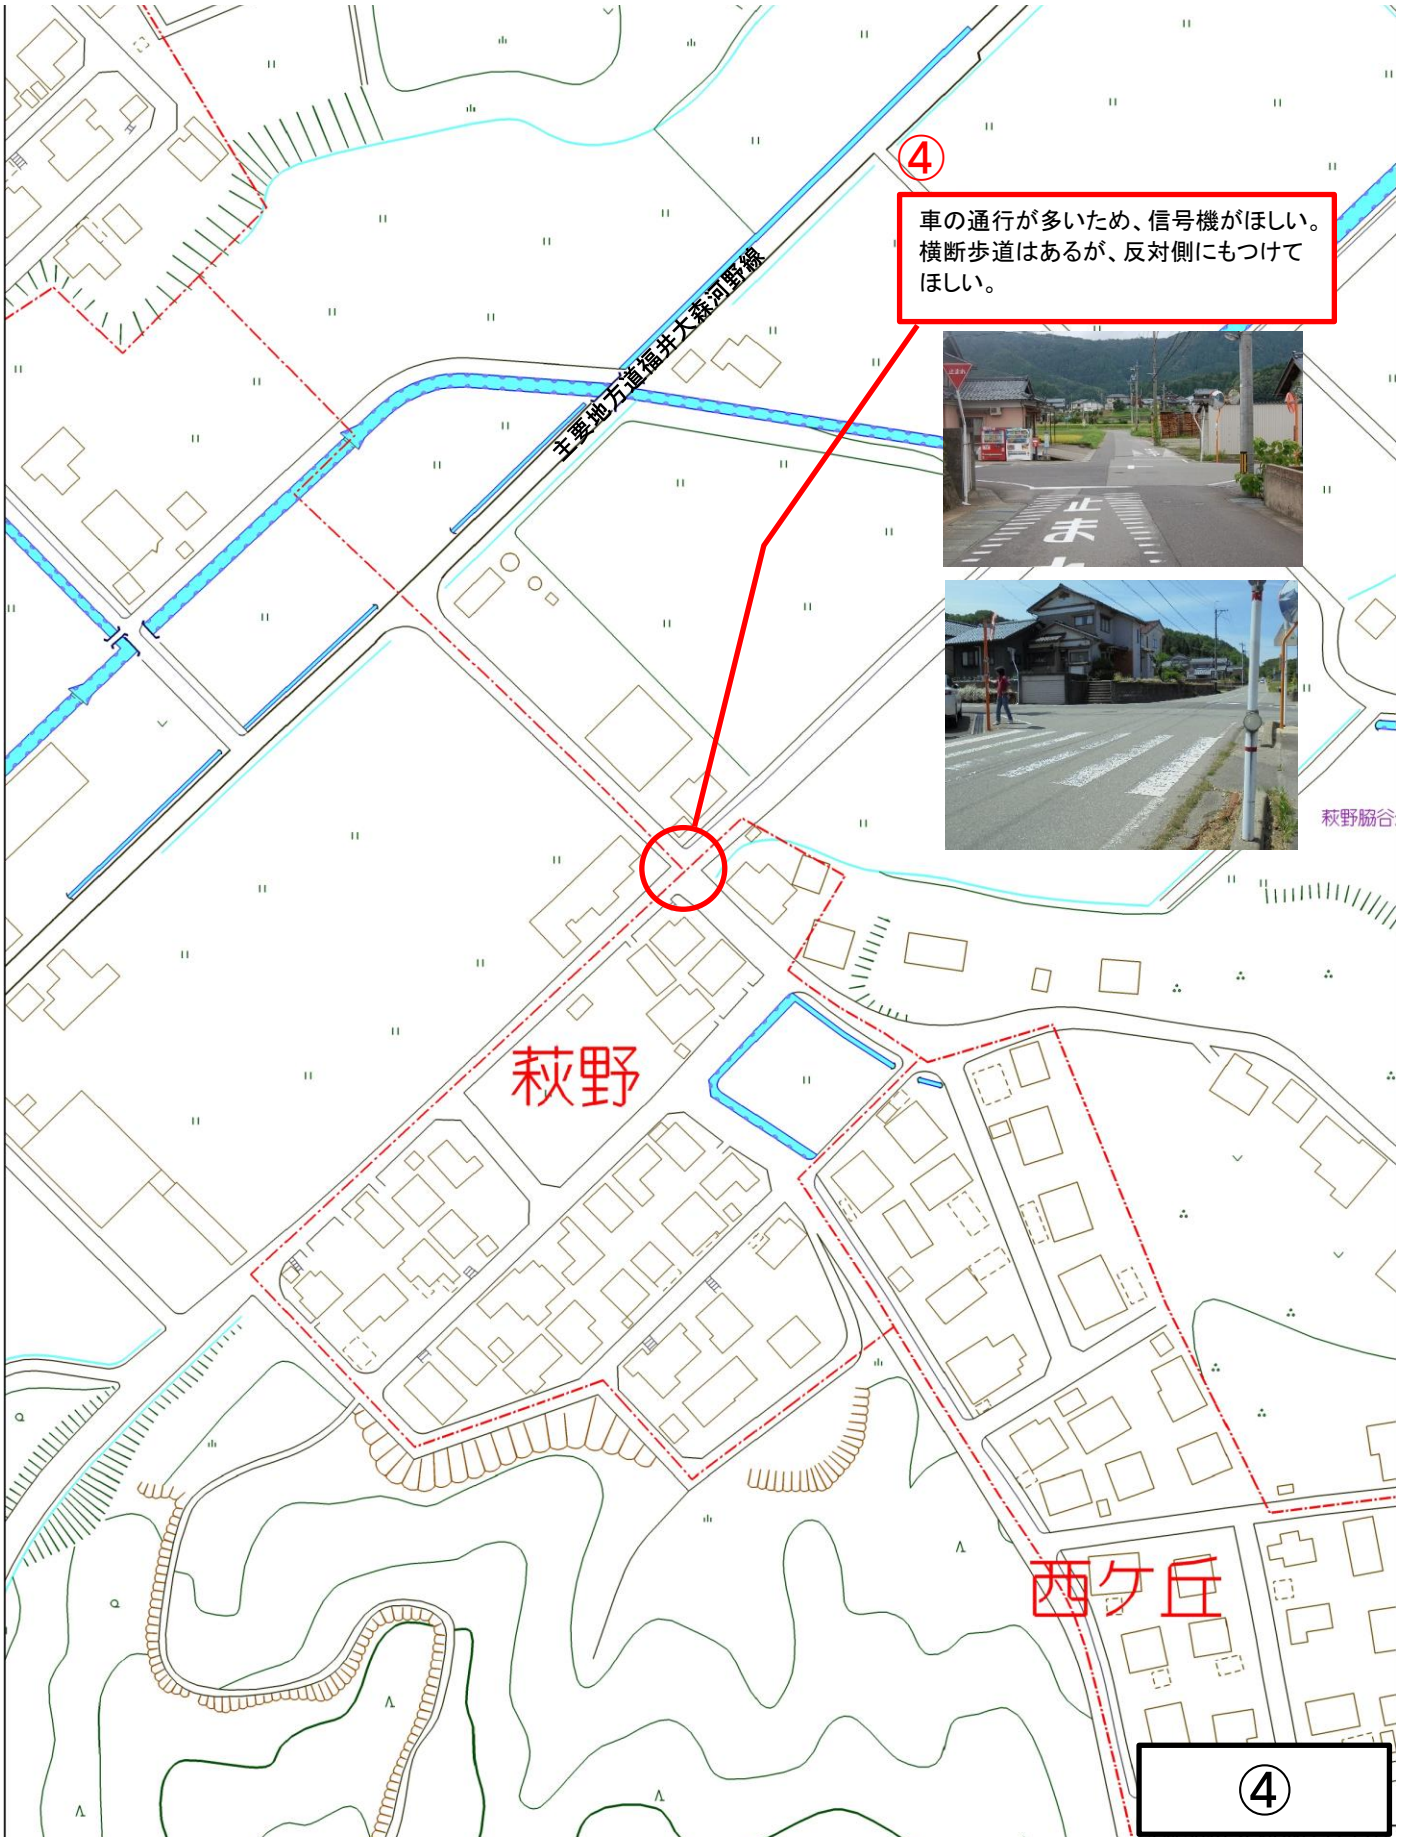 ④
車の通行が多いため、信号機がほしい。
横断歩道はあるが、反対側にもつけて
ほしい。
主要地方道福井大森河野線
止まれ
止ま
萩野脇谷
萩野
西ケ丘
④